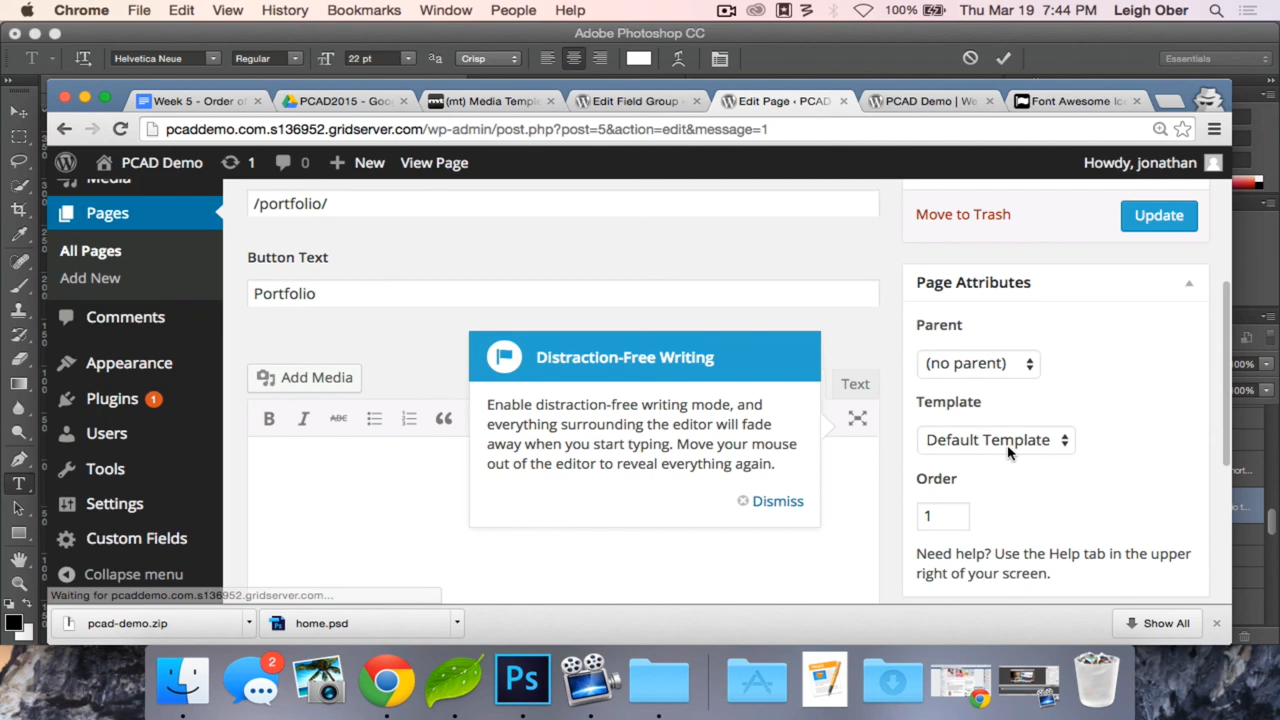 Chrome File Edit View History Bookmarks Window People Help 100% Thu Mar 19 7:44 PM Leigh Ober
Adobe Photoshop CC
T Helvetica Neue Regular 22 pt Crisp Essentials
Week 5 - Order of PCAD2015 - Goo (mt) Media Temple Edit Field Group ‹ Edit Page ‹ PCAD PCAD Demo | We Font Awesome Ic
pcaddemo.com.s136952.gridserver.com/wp-admin/post.php?post=5&action=edit&message=1
PCAD Demo 1 0 + New View Page Howdy, jonathan
Media
Pages
All Pages
Add New
Comments
Appearance
Plugins 1
Users
Tools
Settings
Custom Fields
Collapse menu
/portfolio/
Button Text
Portfolio
Add Media
Text
B I ABC
Distraction-Free Writing
Enable distraction-free writing mode, and
everything surrounding the editor will fade
away when you start typing. Move your mouse
out of the editor to reveal everything again.
Dismiss
Move to Trash Update
Page Attributes
Parent
(no parent)
Template
Default Template
Order
1
Need help? Use the Help tab in the upper
right of your screen.
Waiting for pcaddemo.com.s136952.gridserver.com...
pcad-demo.zip home.psd Show All
2
Ps